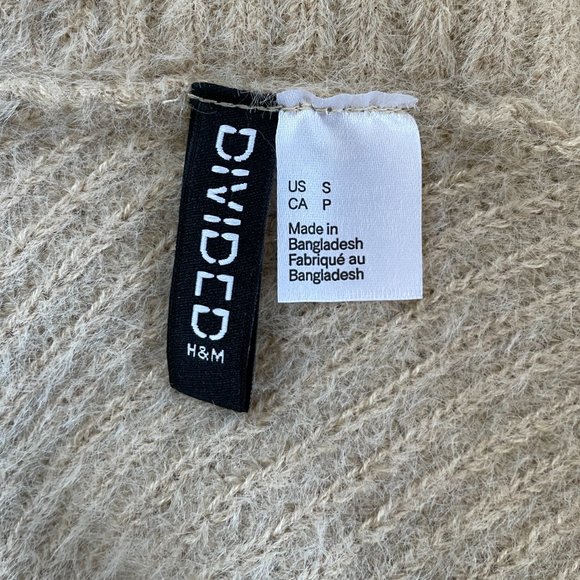 DIVIDED
H&M
US S
CA P
Made in
Bangladesh
Fabriqué au
Bangladesh